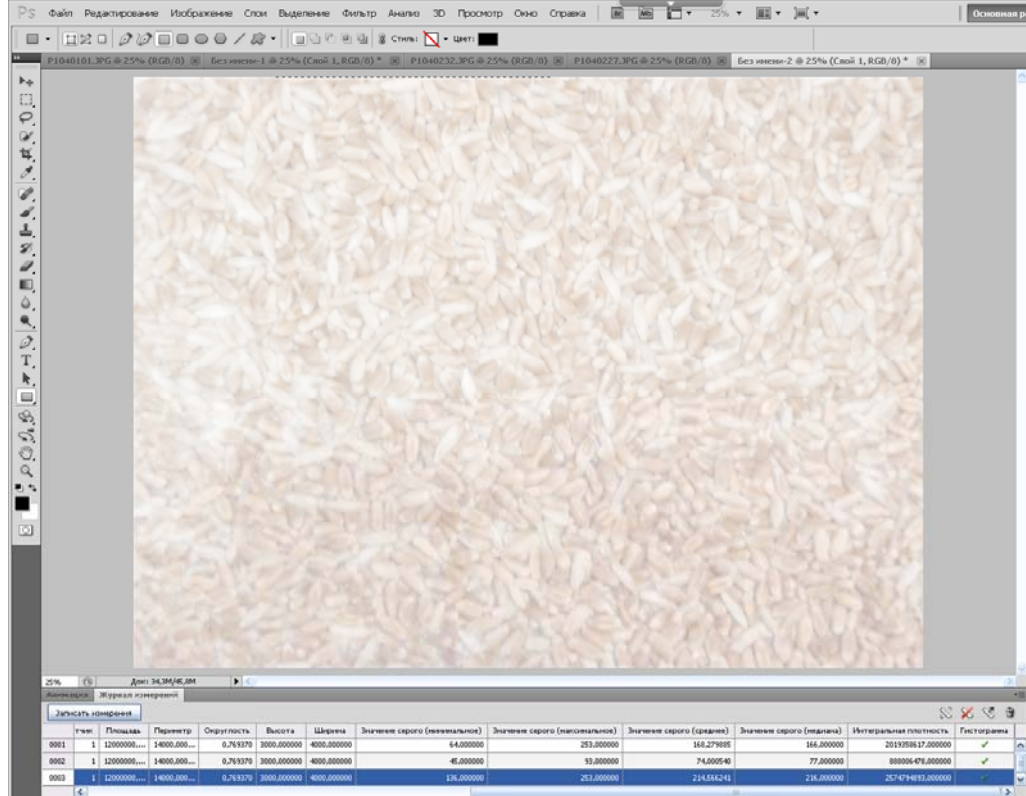 Ps Файл Редактирование Изображение Слои Выделение Фильтр Анализ 3D Просмотр Окно Справка Br Mb 25% Основная р
Стиль: Цвет:
P1040101.JPG @ 25% (RGB/8) Без имени-1 @ 25% (Слой 1, RGB/8) * P1040232.JPG @ 25% (RGB/8) P1040227.JPG @ 25% (RGB/8) Без имени-2 @ 25% (Слой 1, RGB/8) *
25% Док: 34,3M/45,8M
Анимация Журнал измерений
Записать измерения
тчик Площадь Периметр Округлость Высота Ширина Значение серого (минимальное) Значение серого (максимальное) Значение серого (среднее) Значение серого (медиана) Интегральная плотность Гистограмма
0001 1 12000000,... 14000,000... 0,769370 3000,000000 4000,000000 64,000000 253,000000 168,279885 166,000000 2019358617,000000
0002 1 12000000,... 14000,000... 0,769370 3000,000000 4000,000000 45,000000 93,000000 74,000540 77,000000 888006478,000000
0003 1 12000000,... 14000,000... 0,769370 3000,000000 4000,000000 136,000000 253,000000 214,566241 216,000000 2574794893,000000